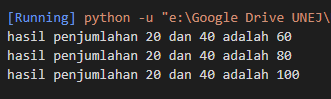 [Running] python -u "e:\Google Drive UNEJ\
hasil penjumlahan 20 dan 40 adalah 60
hasil penjumlahan 20 dan 40 adalah 80
hasil penjumlahan 20 dan 40 adalah 100